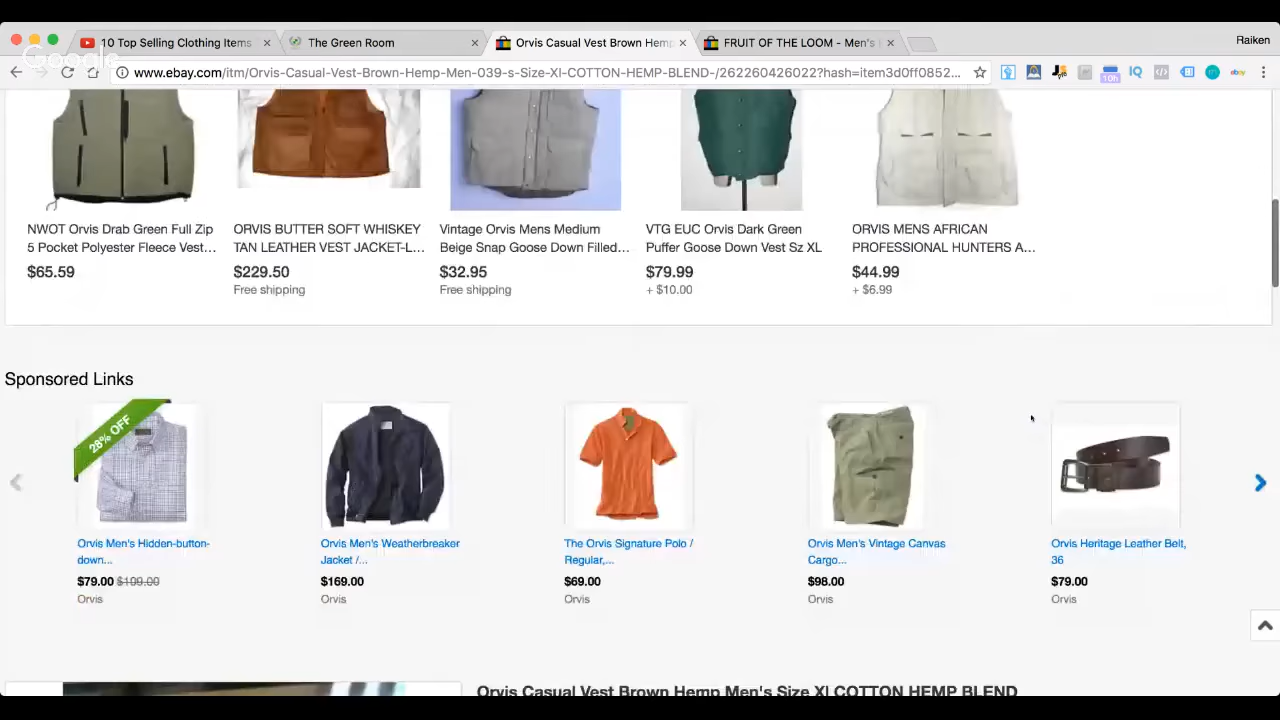 10 Top Selling Clothing Items
The Green Room
Orvis Casual Vest Brown Hemp
FRUIT OF THE LOOM - Men's
Raiken
Google
www.ebay.com/itm/Orvis-Casual-Vest-Brown-Hemp-Men-039-s-Size-Xl-COTTON-HEMP-BLEND-/262260426022?hash=item3d0ff0852...
10h
IQ
ebay
NWOT Orvis Drab Green Full Zip
5 Pocket Polyester Fleece Vest...
$65.59
ORVIS BUTTER SOFT WHISKEY
TAN LEATHER VEST JACKET-L...
$229.50
Free shipping
Vintage Orvis Mens Medium
Beige Snap Goose Down Filled...
$32.95
Free shipping
VTG EUC Orvis Dark Green
Puffer Goose Down Vest Sz XL
$79.99
+ $10.00
ORVIS MENS AFRICAN
PROFESSIONAL HUNTERS A...
$44.99
+ $6.99
Sponsored Links
28% OFF
Orvis Men's Hidden-button-
down...
$79.00 $109.00
Orvis
Orvis Men's Weatherbreaker
Jacket /...
$169.00
Orvis
The Orvis Signature Polo /
Regular,...
$69.00
Orvis
Orvis Men's Vintage Canvas
Cargo...
$98.00
Orvis
Orvis Heritage Leather Belt,
36
$79.00
Orvis
Orvis Casual Vest Brown Hemp Men's Size Xl COTTON HEMP BLEND